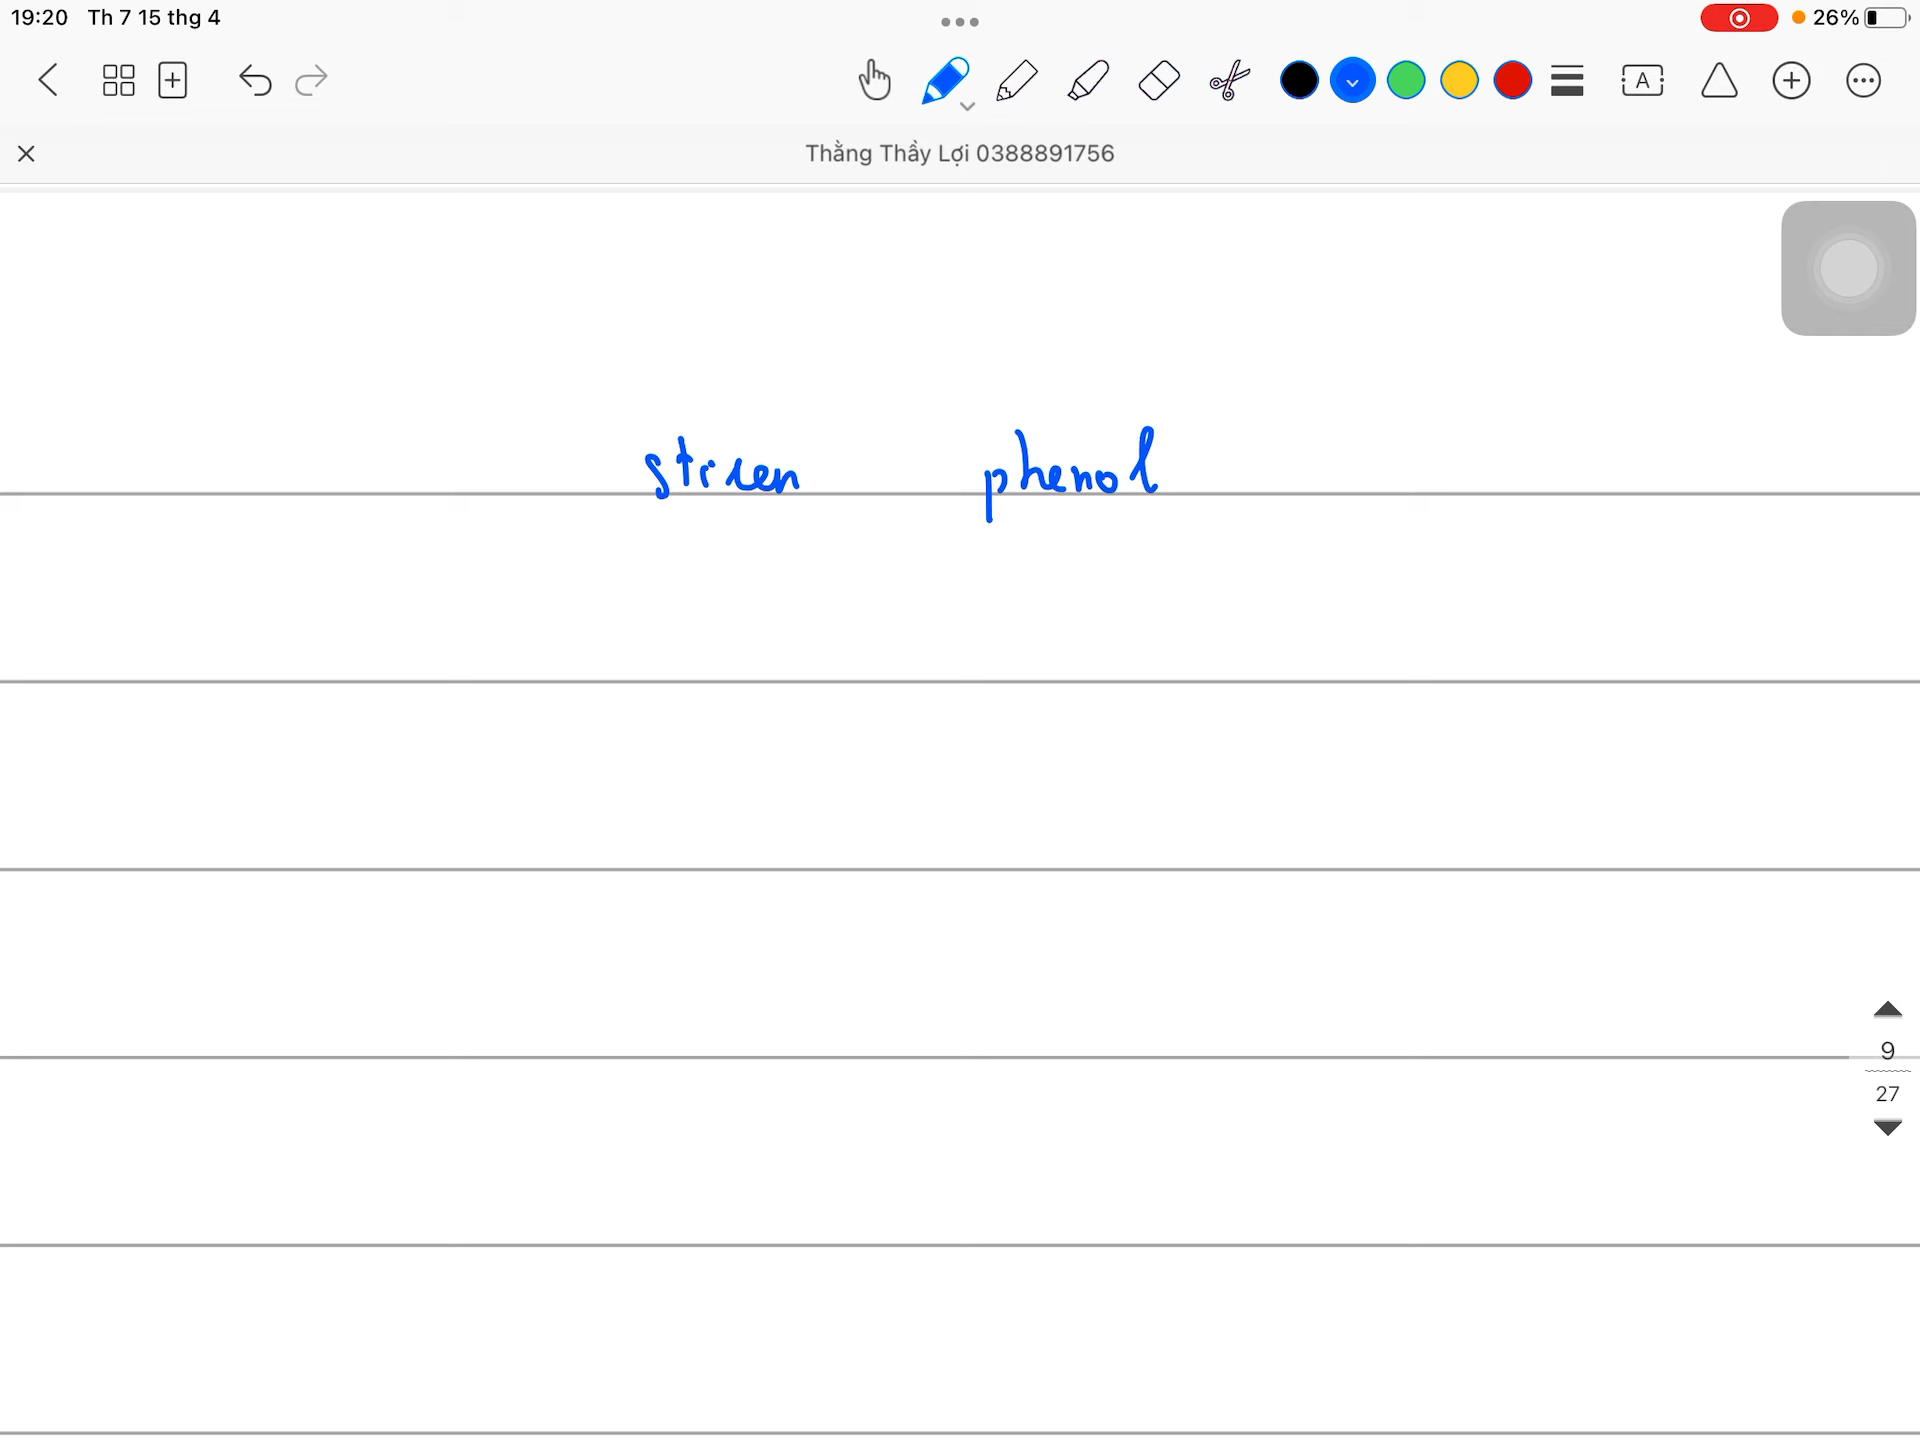 19:20 Th 7 15 thg 4
26%
A
Thằng Thầy Lợi 0388891756
stiren phenol
9
27